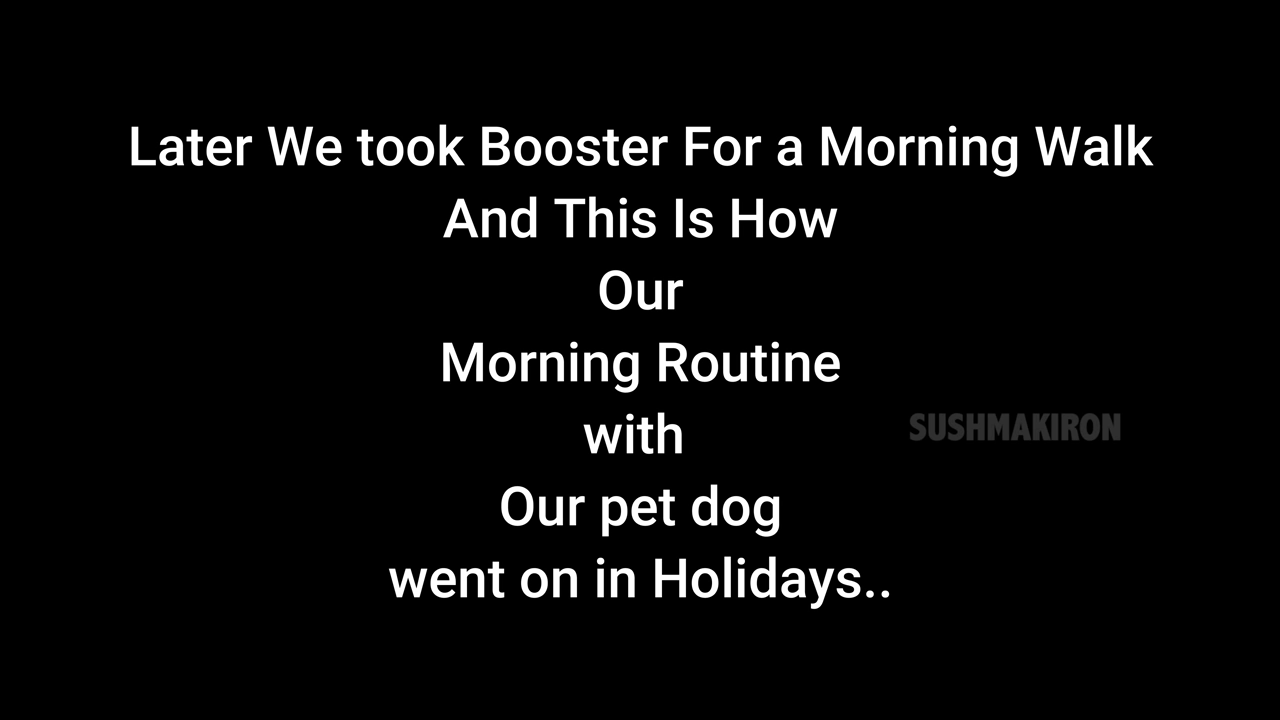 Later We took Booster For a Morning Walk
And This Is How
Our
Morning Routine
with
SUSHMAKIRON
Our pet dog
went on in Holidays..